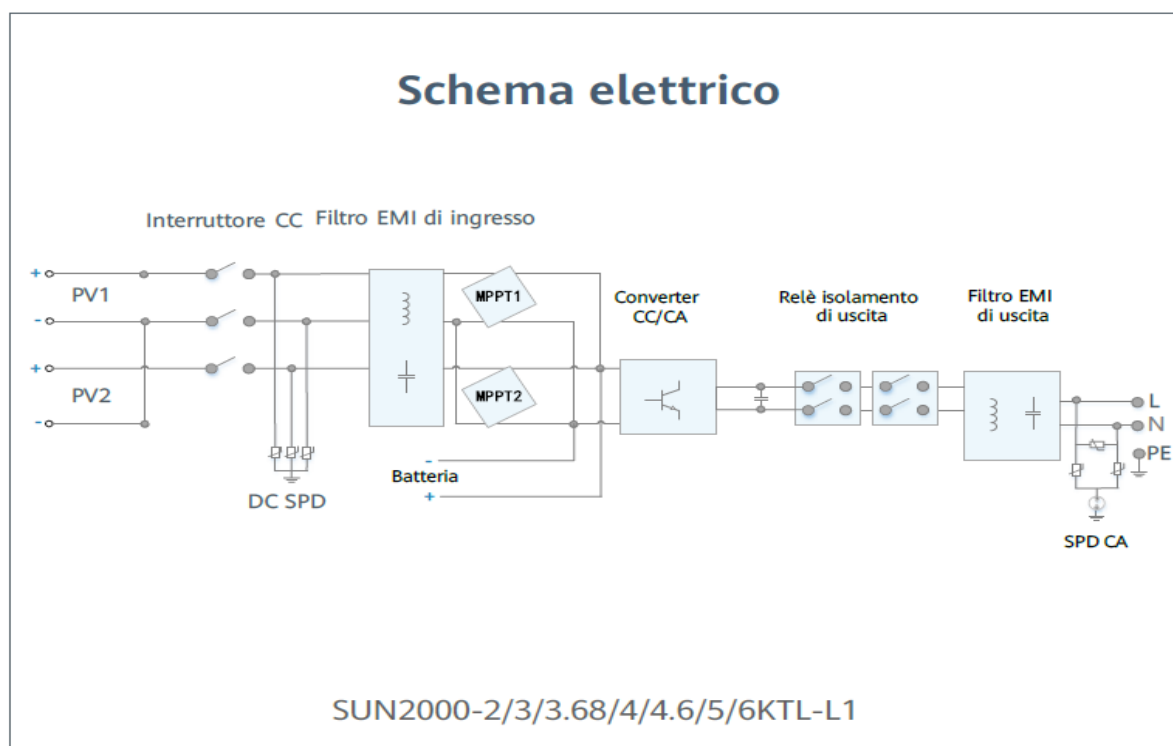 Schema elettrico
Interruttore CC Filtro EMI di ingresso
+
PV1
-
+
PV2
-
MPPT1
MPPT2
Converter
CC/CA
Relè isolamento
di uscita
Filtro EMI
di uscita
L
N
PE
-
Batteria
+
DC SPD
SPD CA
SUN2000-2/3/3.68/4/4.6/5/6KTL-L1